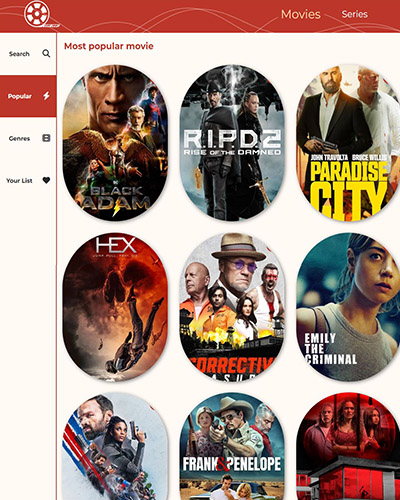 Movies
Series
Search
Most popular movie
Popular
Genres
Your List
BLACK
ADAM
R.I.P.D.2
RISE OF THE DAMNED
JOHN TRAVOLTA BRUCE WILLIS
PARADISE
CITY
HEX
CORRECTIVE
EMILY
THE
CRIMINAL
FRANK & PENELOPE